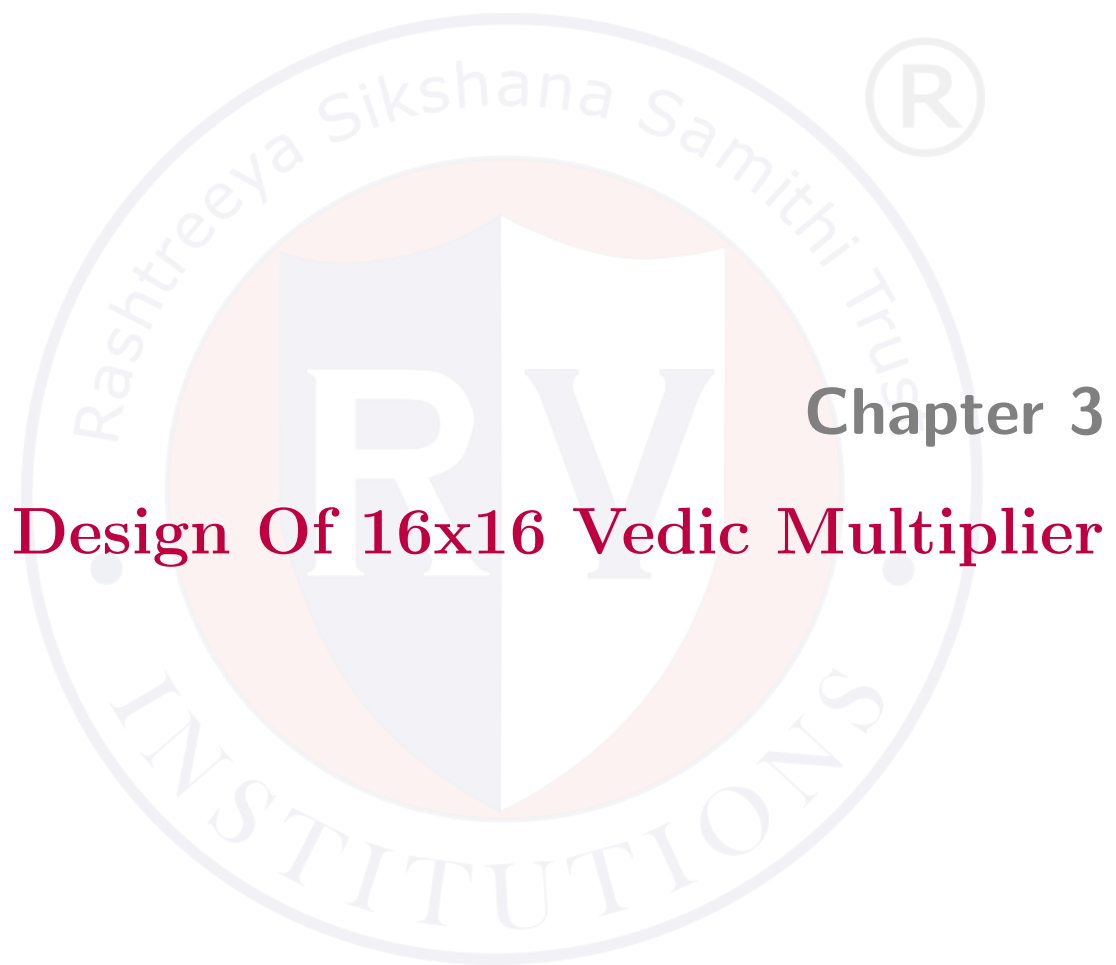 Rashtreeya Sikshana Samithi Trust
®
RV
Chapter 3
Design Of 16x16 Vedic Multiplier
INSTITUTIONS